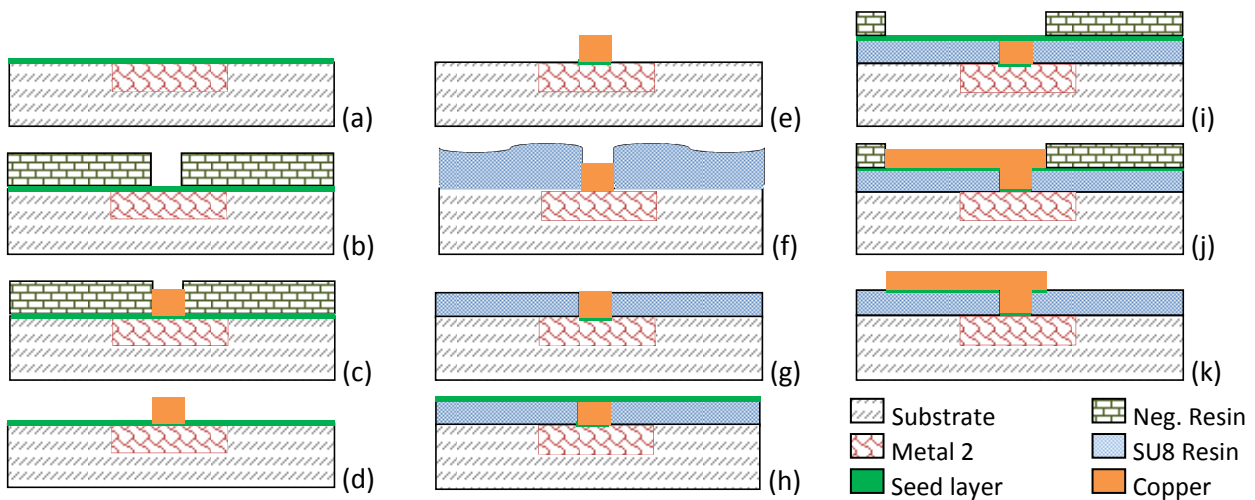 (a)
(b)
(c)
(d)
(e)
(f)
(g)
(h)
(i)
(j)
(k)
Substrate
Metal 2
Seed layer
Neg. Resin
SU8 Resin
Copper